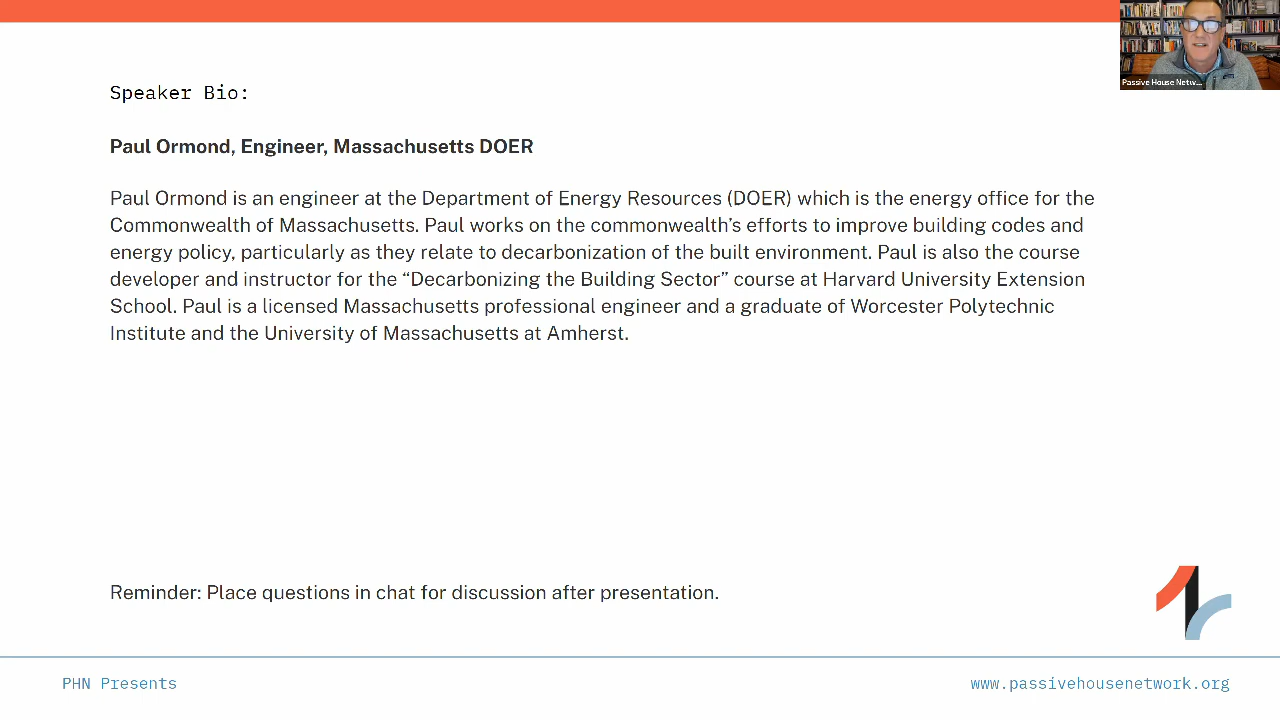 Passive House Netw...
Speaker Bio:
Paul Ormond, Engineer, Massachusetts DOER
Paul Ormond is an engineer at the Department of Energy Resources (DOER) which is the energy office for the
Commonwealth of Massachusetts. Paul works on the commonwealth’s efforts to improve building codes and
energy policy, particularly as they relate to decarbonization of the built environment. Paul is also the course
developer and instructor for the “Decarbonizing the Building Sector” course at Harvard University Extension
School. Paul is a licensed Massachusetts professional engineer and a graduate of Worcester Polytechnic
Institute and the University of Massachusetts at Amherst.
Reminder: Place questions in chat for discussion after presentation.
PHN Presents
www.passivehousenetwork.org